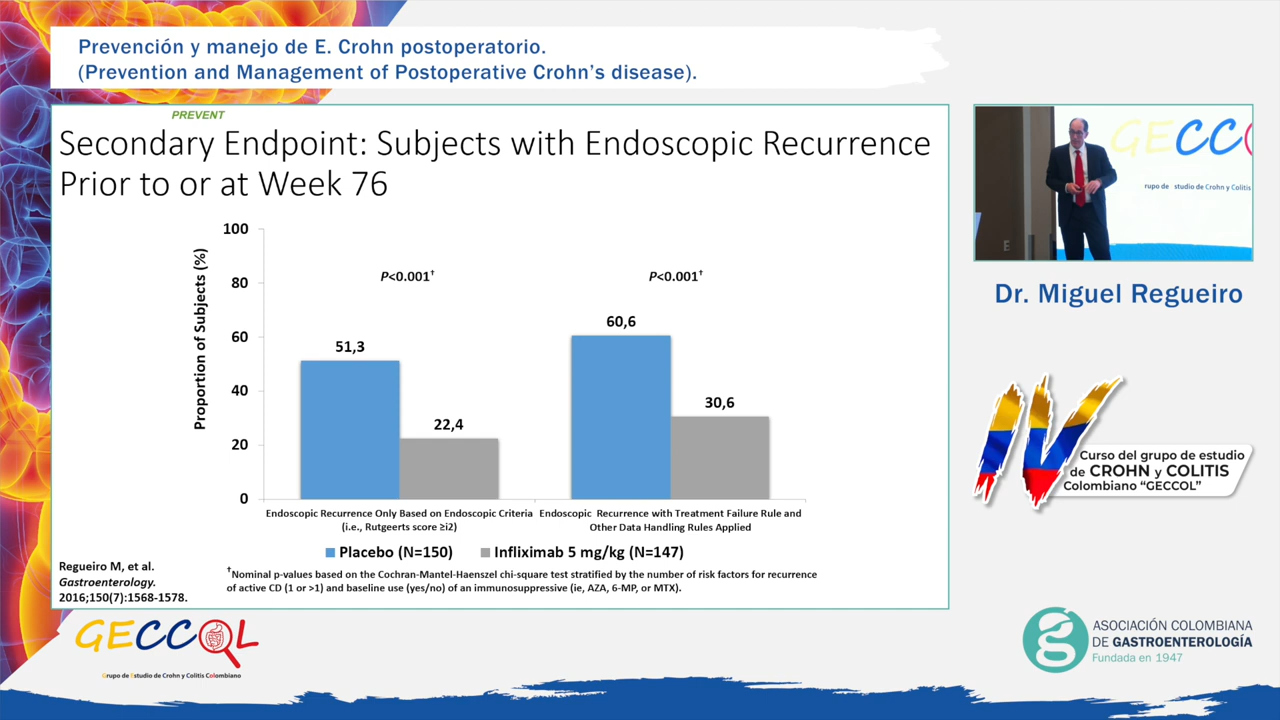 Prevención y manejo de E. Crohn postoperatorio.
(Prevention and Management of Postoperative Crohn's disease).
PREVENT
Secondary Endpoint: Subjects with Endoscopic Recurrence
Prior to or at Week 76
Proportion of Subjects (%)
100
80
60
40
20
0
P<0.001†
P<0.001†
51,3
22,4
60,6
30,6
Endoscopic Recurrence Only Based on Endoscopic Criteria
(i.e., Rutgeerts score ≥i2)
Endoscopic Recurrence with Treatment Failure Rule and
Other Data Handling Rules Applied
Placebo (N=150)
Infliximab 5 mg/kg (N=147)
Regueiro M, et al.
Gastroenterology.
2016;150(7):1568-1578.
†Nominal p-values based on the Cochran-Mantel-Haenszel chi-square test stratified by the number of risk factors for recurrence
of active CD (1 or >1) and baseline use (yes/no) of an immunosuppressive (ie, AZA, 6-MP, or MTX).
GECC
rupo de studio de Crohn y Colitis
E
Dr. Miguel Regueiro
IV
Curso del grupo de estudio
de CROHN y COLITIS
Colombiano "GECCOL"
GECCOL
Grupo de Estudio de Crohn y Colitis Colombiano
ASOCIACIÓN COLOMBIANA
DE GASTROENTEROLOGÍA
Fundada en 1947